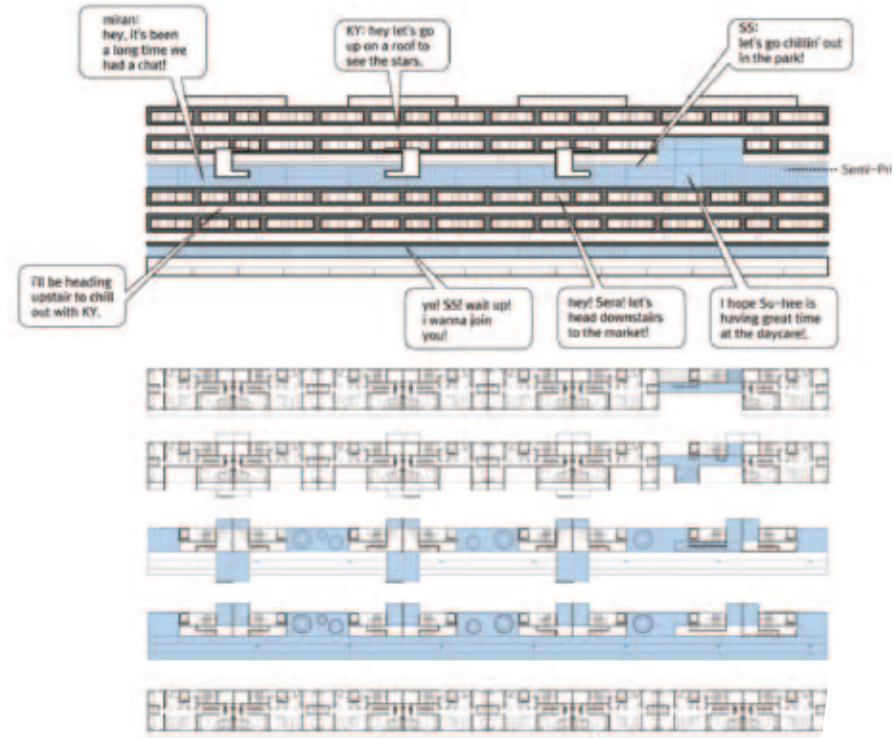 miran:
hey, it's been
a long time we
had a chat!
KY: hey let's go
up on a roof to
see the stars.
SS:
let's go chillin' out
in the park!
Semi-Pri
i'll be heading
upstair to chill
out with KY.
yo! SS! wait up!
i wanna join
you!
hey! Sera! let's
head downstairs
to the market!
I hope Su-hee is
having great time
at the daycare!.